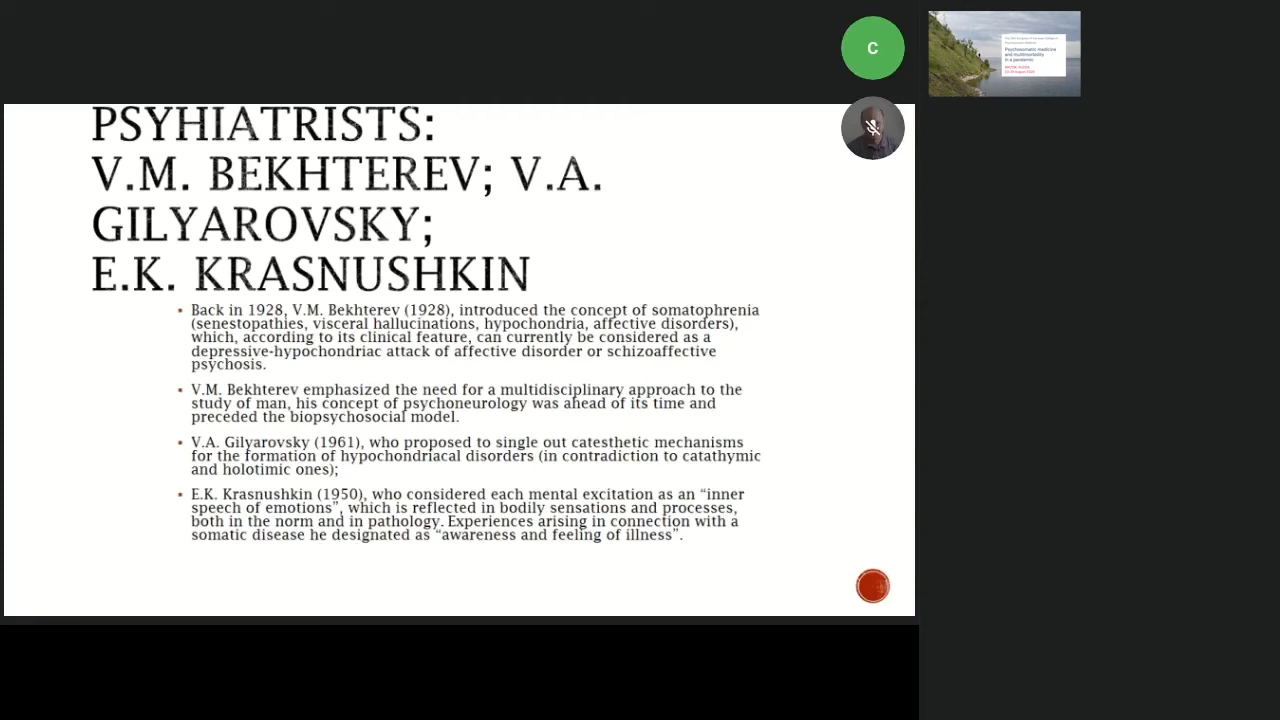 C
PSYHIATRISTS:
V.M. BEKHTEREV; V.A.
GILYAROVSKY;
E.K. KRASNUSHKIN
▪ Back in 1928, V.M. Bekhterev (1928), introduced the concept of somatophrenia
(senestopathies, visceral hallucinations, hypochondria, affective disorders),
which, according to its clinical feature, can currently be considered as a
depressive-hypochondriac attack of affective disorder or schizoaffective
psychosis.
▪ V.M. Bekhterev emphasized the need for a multidisciplinary approach to the
study of man, his concept of psychoneurology was ahead of its time and
preceded the biopsychosocial model.
▪ V.A. Gilyarovsky (1961), who proposed to single out catesthetic mechanisms
for the formation of hypochondriacal disorders (in contradiction to catathymic
and holotimic ones);
▪ E.K. Krasnushkin (1950), who considered each mental excitation as an “inner
speech of emotions”, which is reflected in bodily sensations and processes,
both in the norm and in pathology. Experiences arising in connection with a
somatic disease he designated as “awareness and feeling of illness”.
Psychosomatic medicine
and multimorbidity
in a pandemic